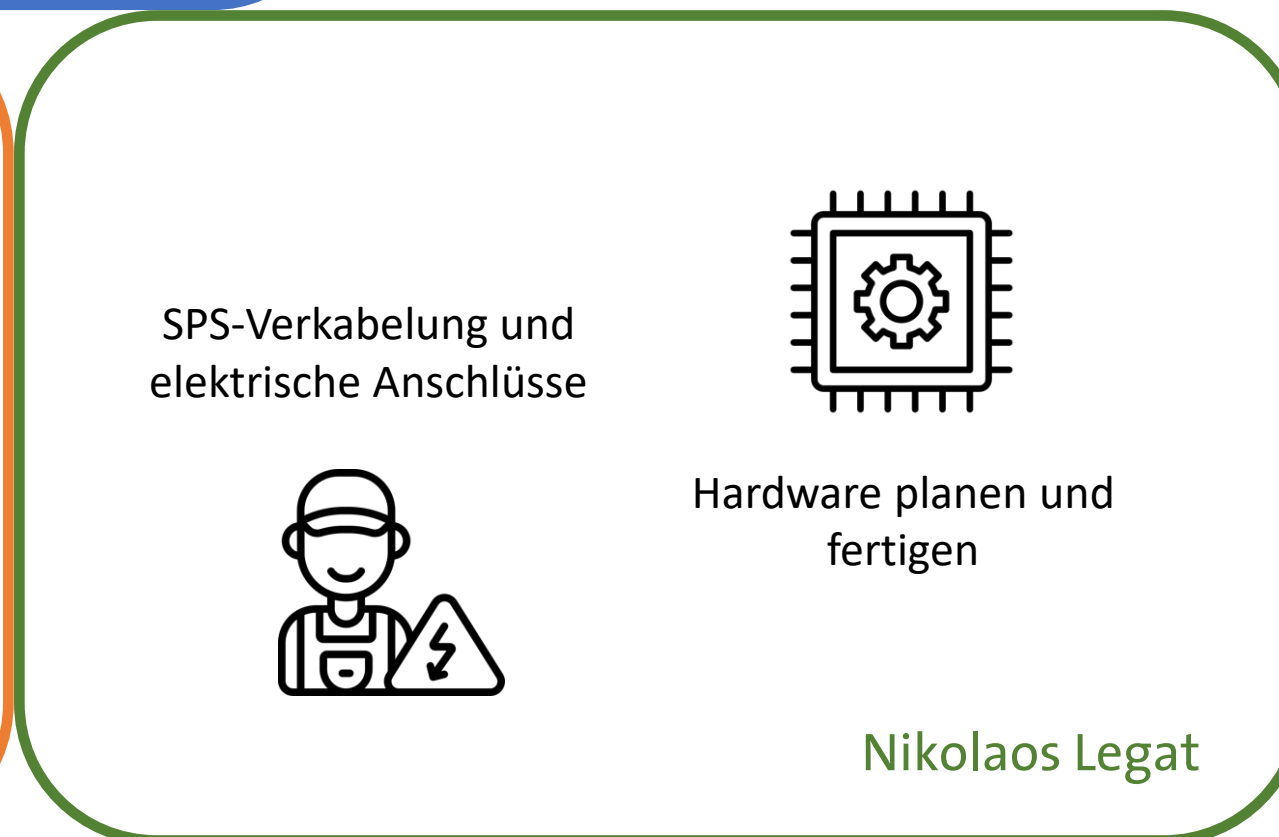 SPS-Verkabelung und
elektrische Anschlüsse
Hardware planen und
fertigen
Nikolaos Legat